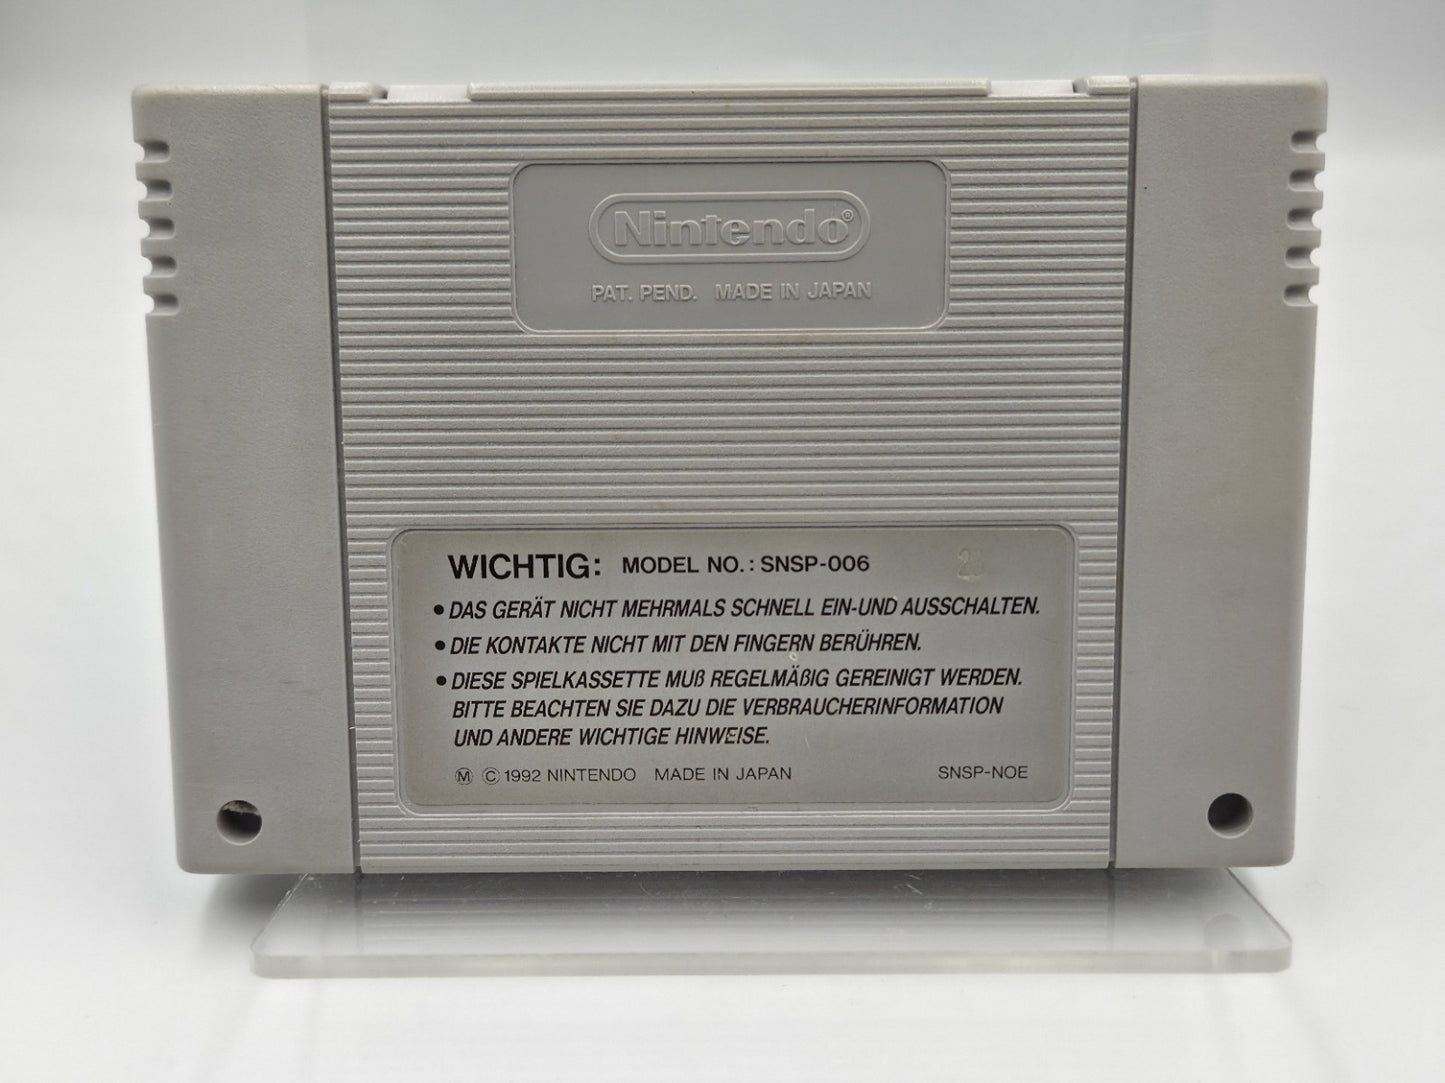 Nintendo®
PAT. PEND. MADE IN JAPAN
WICHTIG: MODEL NO.: SNSP-006
• DAS GERÄT NICHT MEHRMALS SCHNELL EIN-UND AUSSCHALTEN.
• DIE KONTAKTE NICHT MIT DEN FINGERN BERÜHREN.
• DIESE SPIELKASSETTE MUß REGELMÄßIG GEREINIGT WERDEN.
BITTE BEACHTEN SIE DAZU DIE VERBRAUCHERINFORMATION
UND ANDERE WICHTIGE HINWEISE.
Ⓜ © 1992 NINTENDO MADE IN JAPAN SNSP-NOE